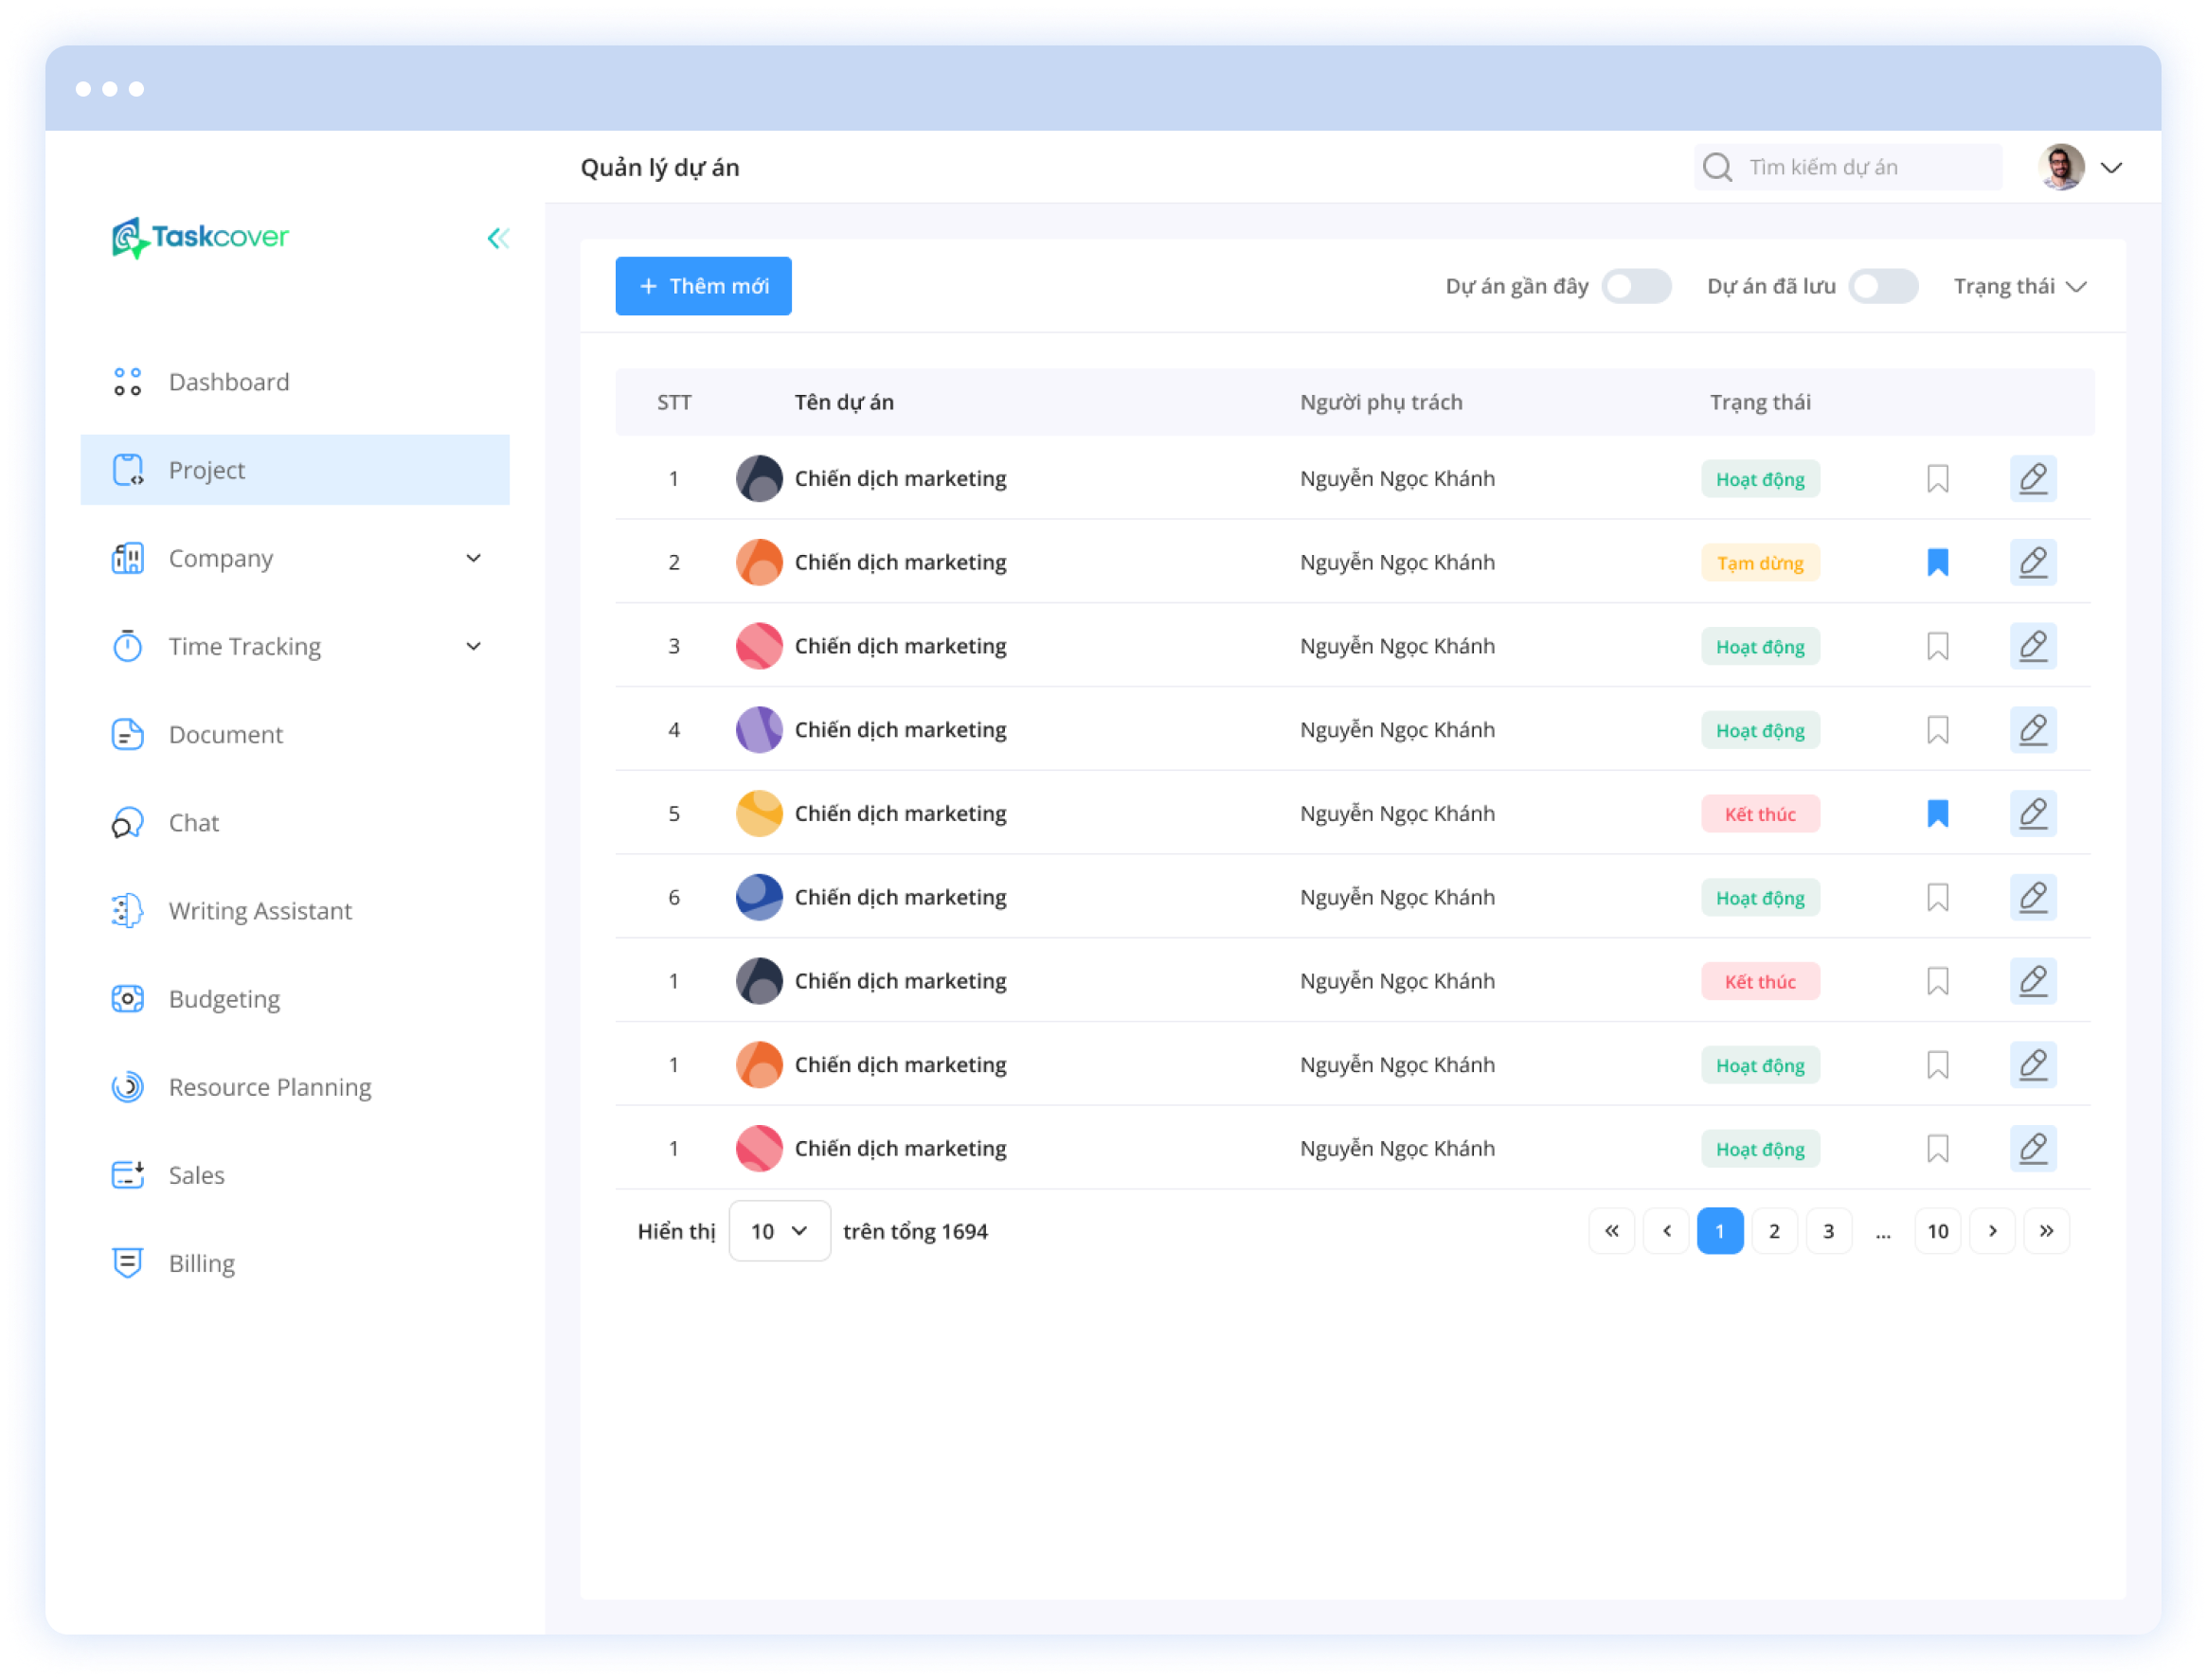 Quản lý dự án
Tìm kiếm dự án
Taskcover
Dashboard
Project
Company
Time Tracking
Document
Chat
Writing Assistant
Budgeting
Resource Planning
Sales
Billing
+ Thêm mới
Dự án gần đây
Dự án đã lưu
Trạng thái
STT Tên dự án Người phụ trách Trạng thái
1 Chiến dịch marketing Nguyễn Ngọc Khánh Hoạt động
2 Chiến dịch marketing Nguyễn Ngọc Khánh Tạm dừng
3 Chiến dịch marketing Nguyễn Ngọc Khánh Hoạt động
4 Chiến dịch marketing Nguyễn Ngọc Khánh Hoạt động
5 Chiến dịch marketing Nguyễn Ngọc Khánh Kết thúc
6 Chiến dịch marketing Nguyễn Ngọc Khánh Hoạt động
1 Chiến dịch marketing Nguyễn Ngọc Khánh Kết thúc
1 Chiến dịch marketing Nguyễn Ngọc Khánh Hoạt động
1 Chiến dịch marketing Nguyễn Ngọc Khánh Hoạt động
Hiển thị 10 trên tổng 1694
« ‹ 1 2 3 ... 10 › »